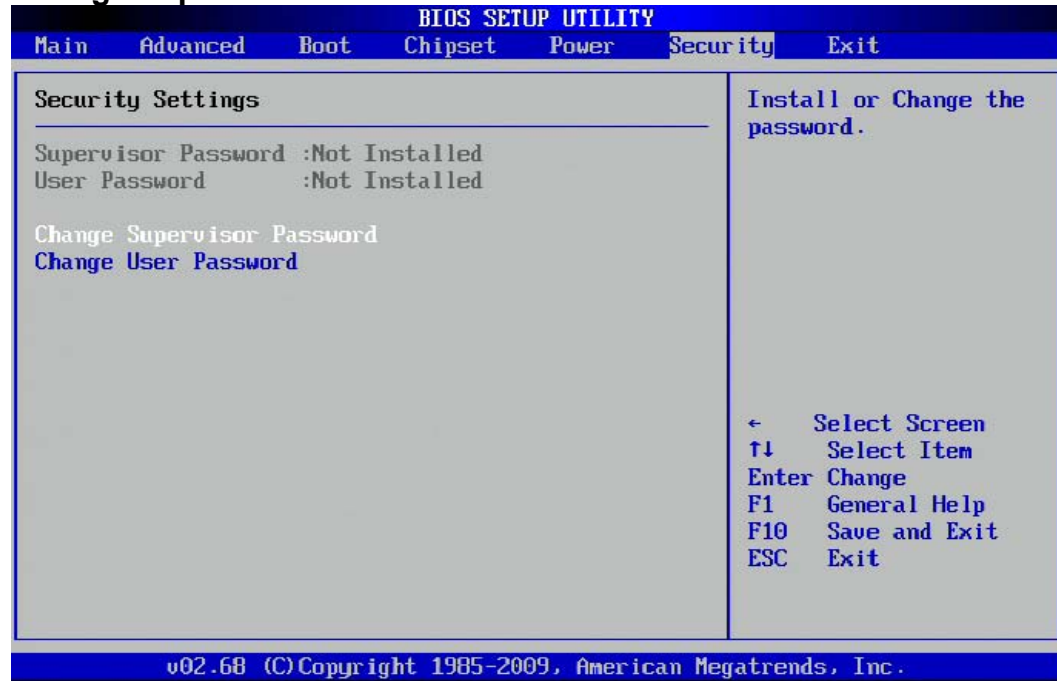 BIOS SETUP UTILITY
Main Advanced Boot Chipset Power Security Exit
Security Settings
Supervisor Password :Not Installed
User Password :Not Installed
Change Supervisor Password
Change User Password
Install or Change the
password.
← Select Screen
↑↓ Select Item
Enter Change
F1 General Help
F10 Save and Exit
ESC Exit
v02.68 (C)Copyright 1985-2009, American Megatrends, Inc.